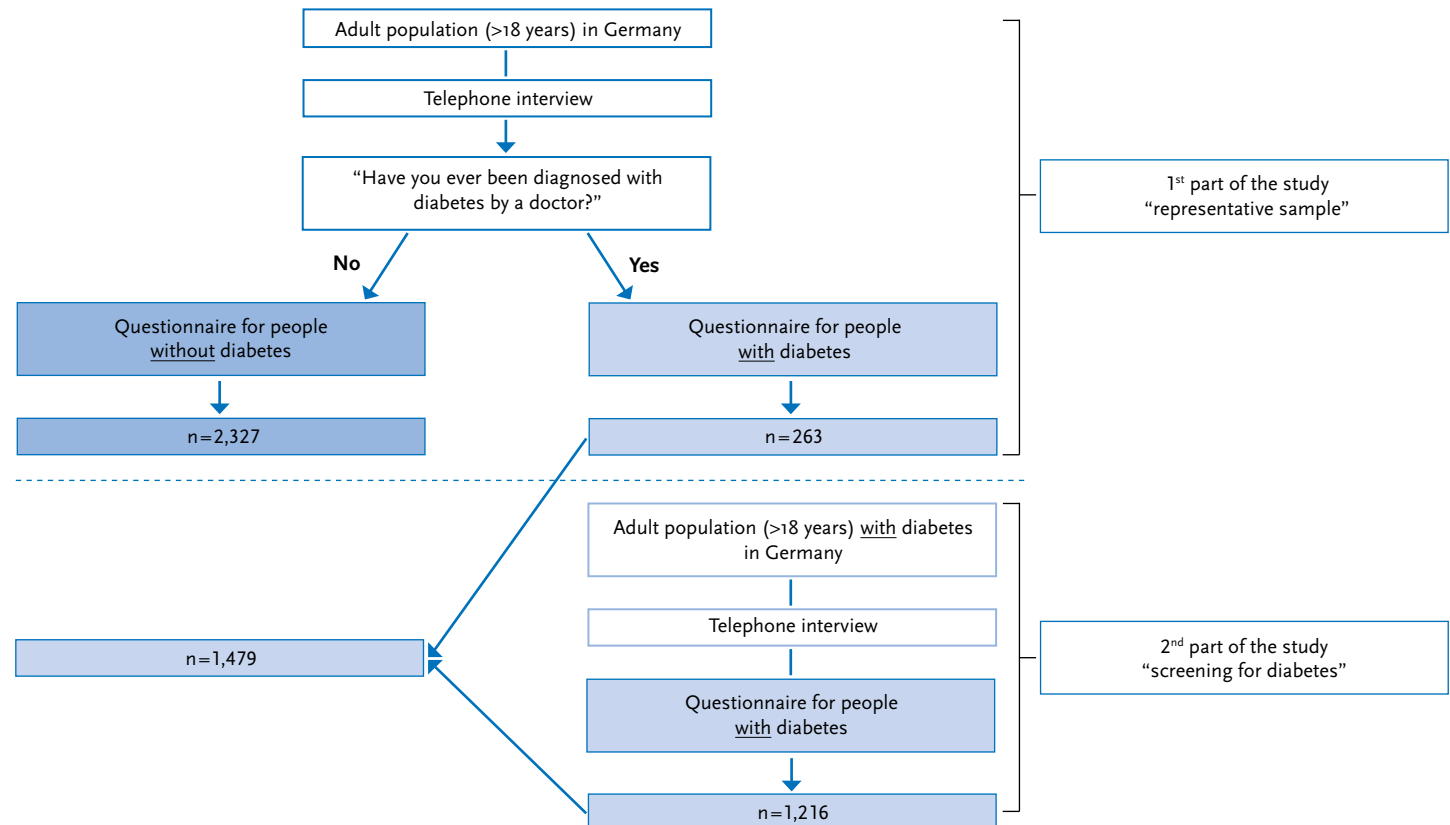 Adult population (>18 years) in Germany
Telephone interview
“Have you ever been diagnosed with
diabetes by a doctor?”
No
Yes
1st part of the study
“representative sample”
Questionnaire for people
without diabetes
Questionnaire for people
with diabetes
n=2,327
n=263
Adult population (>18 years) with diabetes
in Germany
Telephone interview
n=1,479
2nd part of the study
“screening for diabetes”
Questionnaire for people
with diabetes
n=1,216